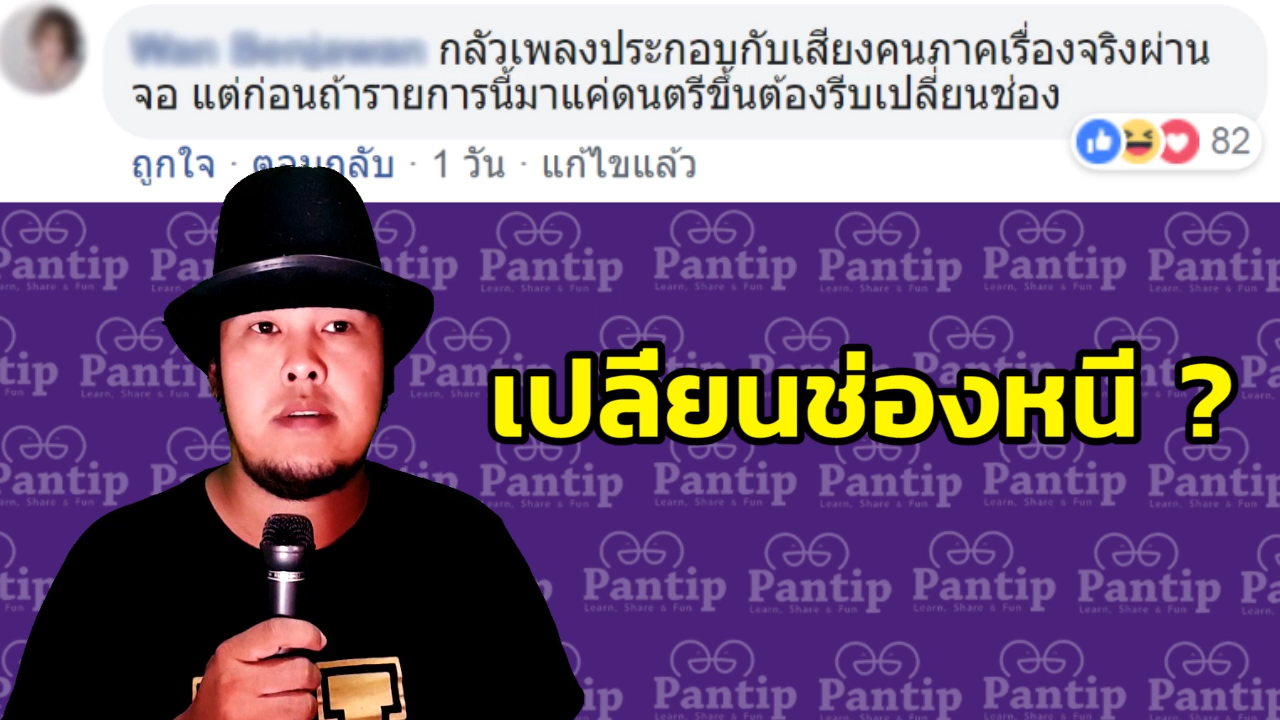 กลัวเพลงประกอบกับเสียงคนภาคเรื่องจริงผ่าน
จอ แต่ก่อนถ้ารายการนี้มาแค่ดนตรีขึ้นต้องรีบเปลี่ยนช่อง
82
ถูกใจ · ตอบกลับ · 1 วัน · แก้ไขแล้ว
เปลี่ยนช่องหนี ?
Pantip
Learn, Share & Fun